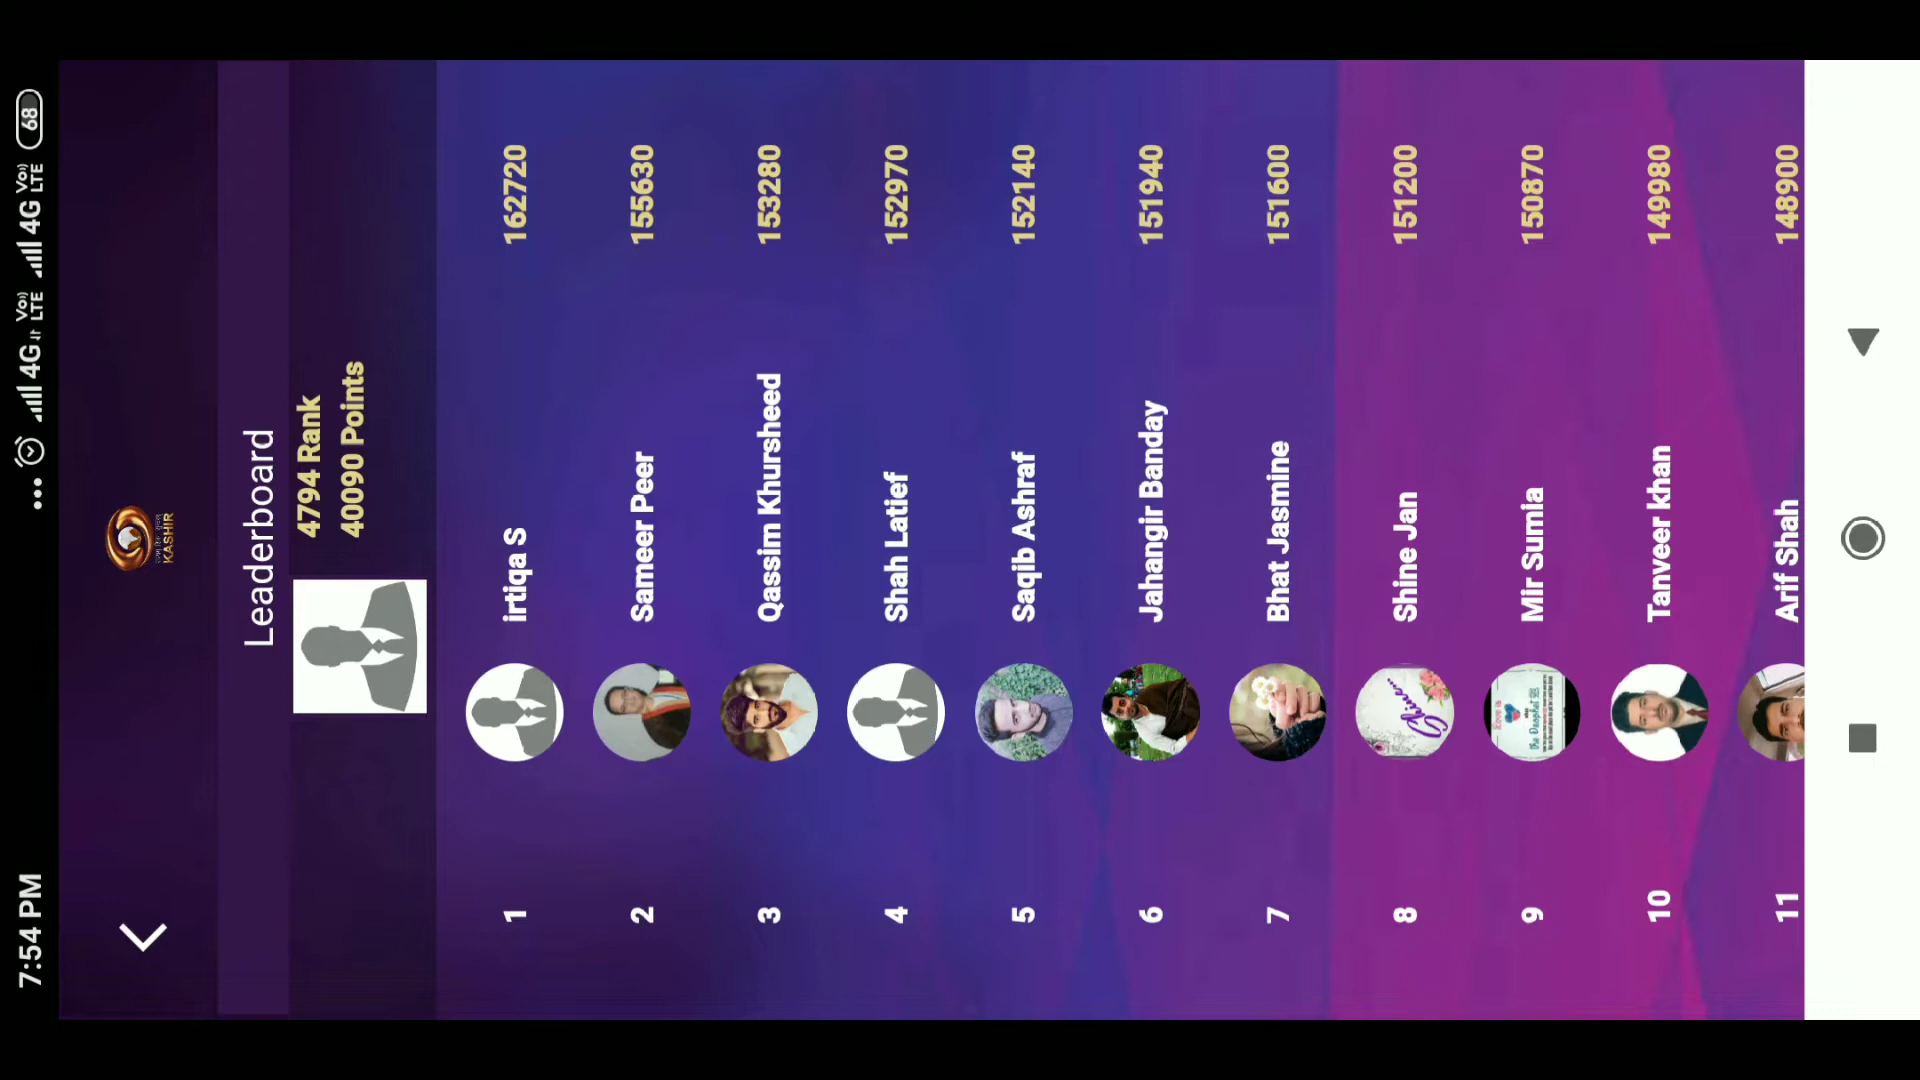 7:54 PM
4G VoLTE 4G VoLTE 68
KASHIR
Leaderboard
4794 Rank
40090 Points
1 irtiqa S 162720
2 Sameer Peer 155630
3 Qassim Khursheed 153280
4 Shah Latief 152970
5 Saqib Ashraf 152140
6 Jahangir Banday 151940
7 Bhat Jasmine 151600
8 Shine Jan 151200
9 Mir Sumia 150870
10 Tanveer khan 149980
11 Arif Shah 148900